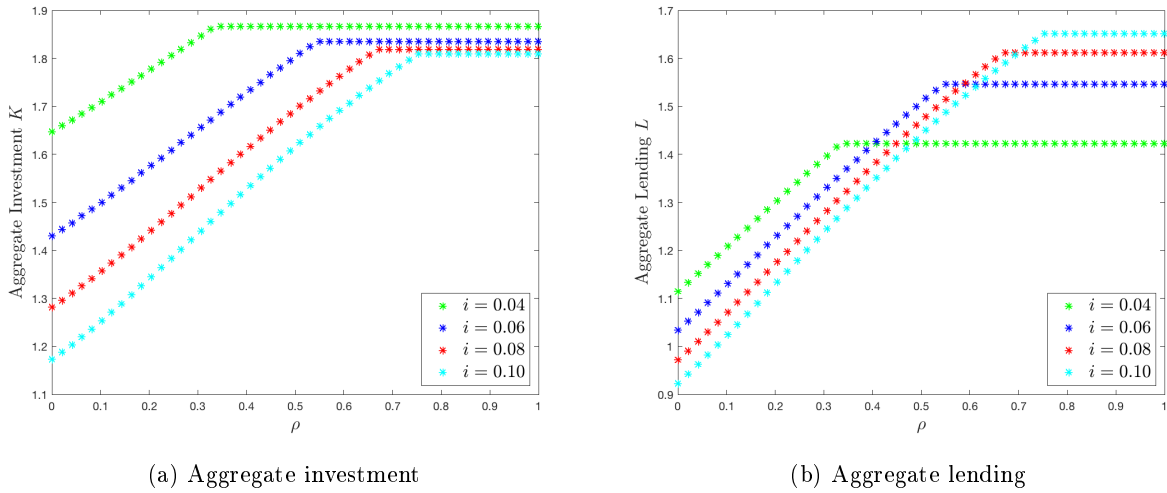 Aggregate Investment K
1.9
1.8
1.7
1.6
1.5
1.4
1.3
1.2
1.1
0 0.1 0.2 0.3 0.4 0.5 0.6 0.7 0.8 0.9 1
ρ
i = 0.04
i = 0.06
i = 0.08
i = 0.10
(a) Aggregate investment
Aggregate Lending L
1.7
1.6
1.5
1.4
1.3
1.2
1.1
1
0.9
0 0.1 0.2 0.3 0.4 0.5 0.6 0.7 0.8 0.9 1
ρ
i = 0.04
i = 0.06
i = 0.08
i = 0.10
(b) Aggregate lending